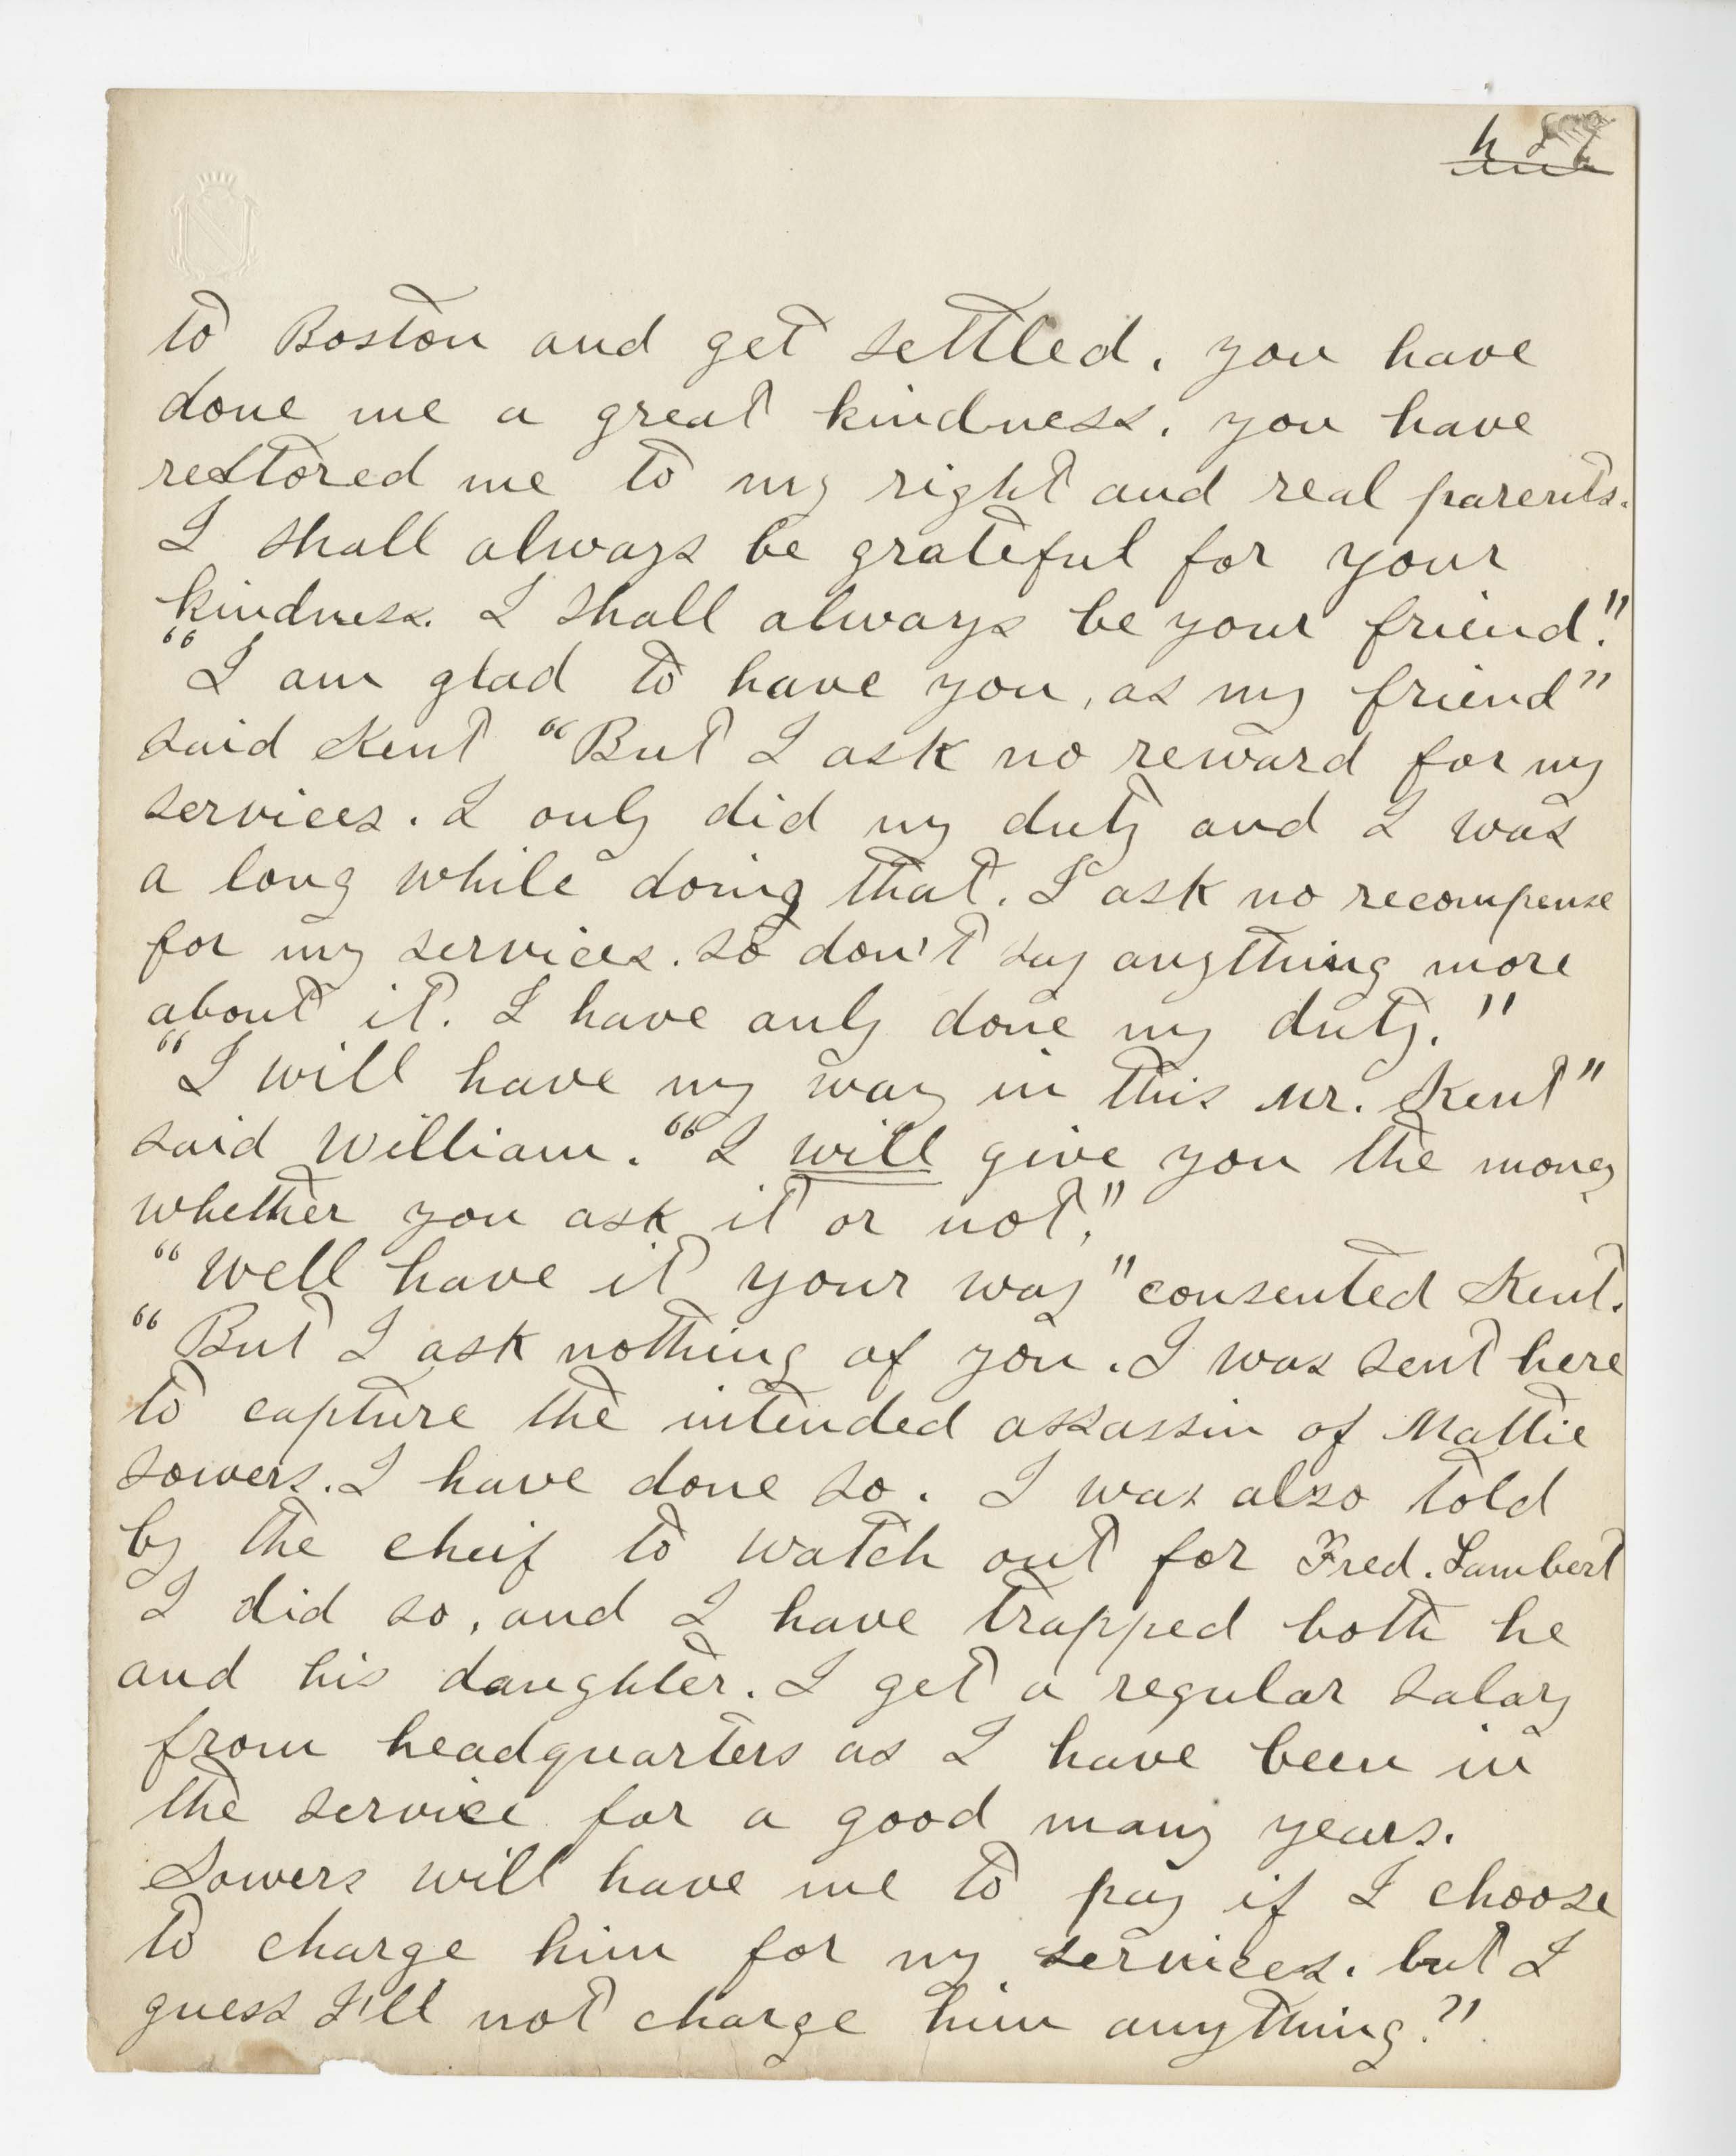 N
to Boston and get settled. you have
done me a great kindness. you have
restored me to my right and real parents.
I shall always be grateful for your
kindness. I shall always be your friend."
"I am glad to have you, as my friend"
said Kent "But I ask no reward for my
services. I only did my duty and I was
a long while doing that. I ask no recompense
for my services. so don't say anything more
about it. I have only done my duty."
"I will have my way in this Mr. Kent"
said William. "I will give you the money
whether you ask it or not."
"Well have it your way" consented Kent.
"But I ask nothing of you. I was sent here
to capture the intended assassin of Mattie
Sowers. I have done so. I was also told
by the cheif to watch out for Fred. Lambert
I did so, and I have trapped both he
and his daughter. I get a regular salary
from headquarters as I have been in
the service for a good many years.
Sowers will have me to pay if I choose
to charge him for my services. but I
guess I'll not charge him anything."